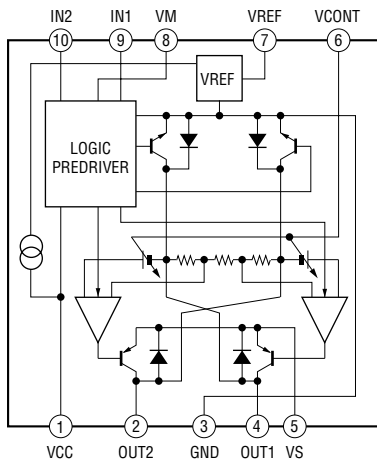 IN2 IN1 VM VREF VCONT
10 9 8 7 6
VREF
LOGIC
PREDRIVER
1 2 3 4 5
VCC OUT2 GND OUT1 VS